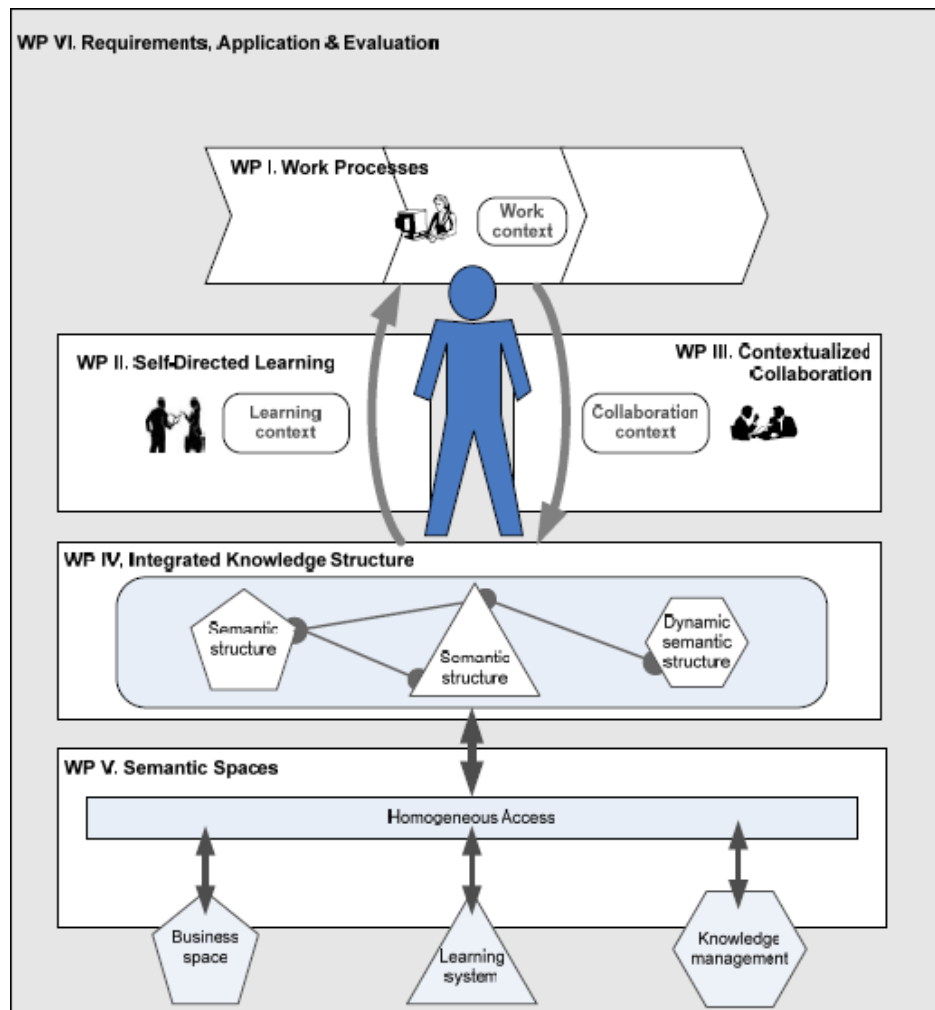 WP VI. Requirements, Application & Evaluation
WP I. Work Processes
Work
context
WP II. Self-Directed Learning
WP III. Contextualized
Collaboration
Learning
context
Collaboration
context
WP IV, Integrated Knowledge Structure
Semantic
structure
Semantic
structure
Dynamic
semantic
structure
WP V. Semantic Spaces
Homogeneous Access
Business
space
Learning
system
Knowledge
management